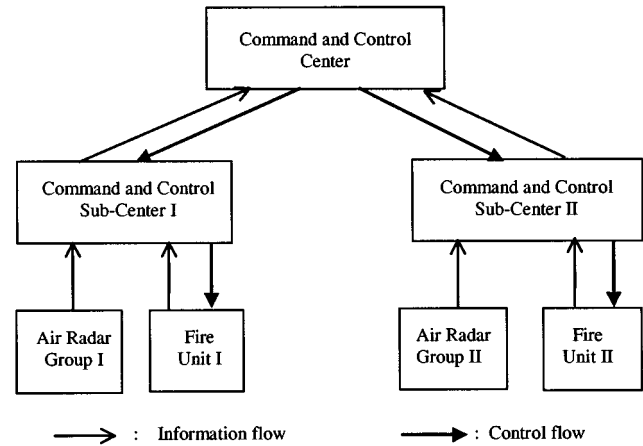 Command and Control
Center
Command and Control
Sub-Center I
Command and Control
Sub-Center II
Air Radar
Group I
Fire
Unit I
Air Radar
Group II
Fire
Unit II
: Information flow
: Control flow